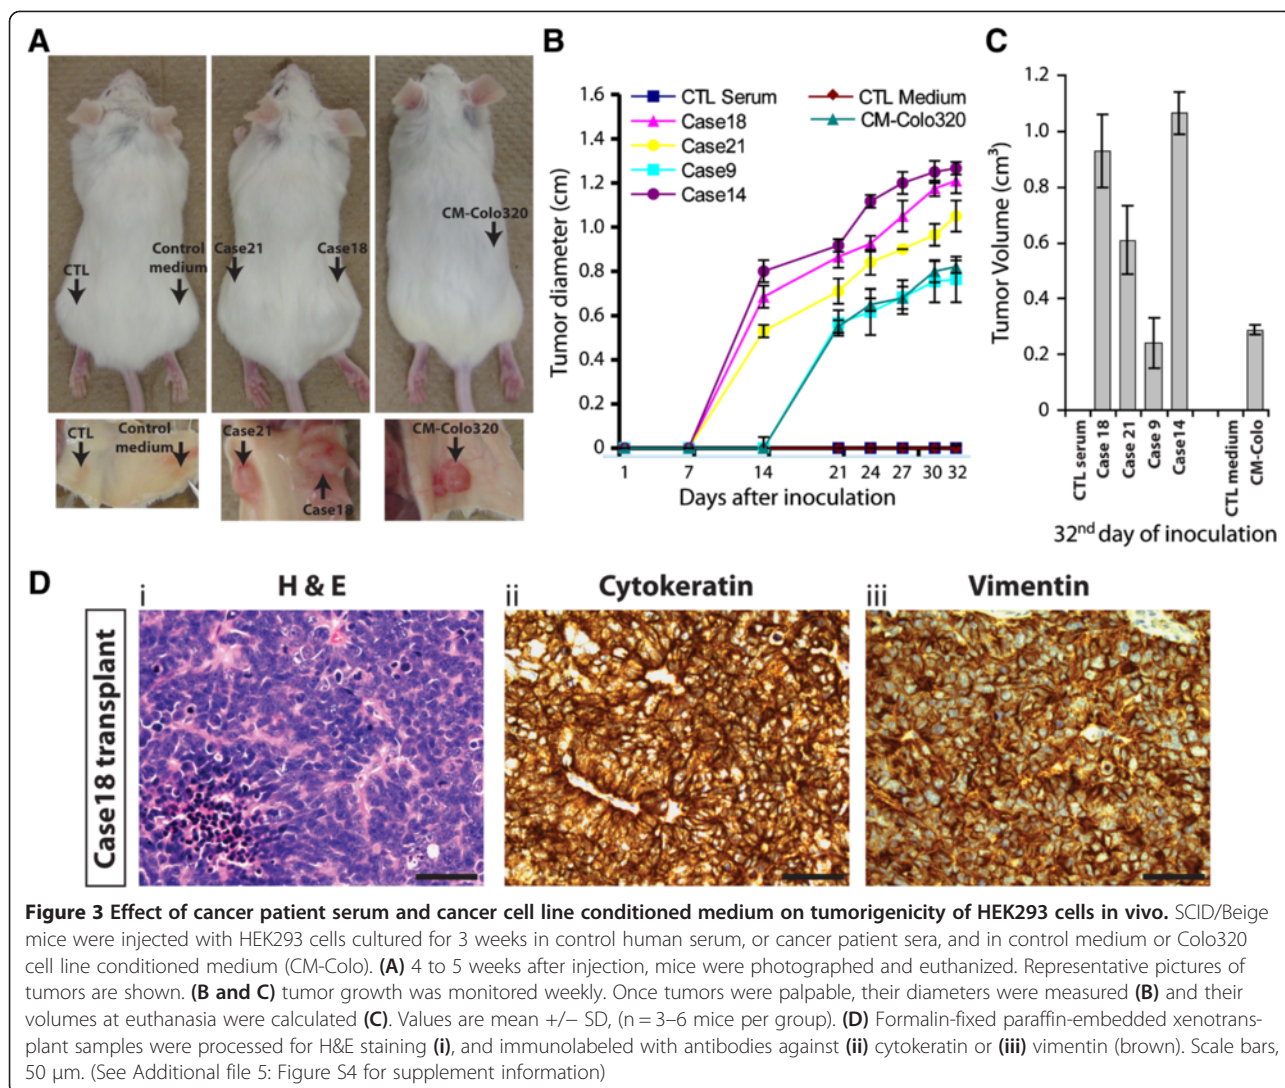 A
CTL
Control
medium
Case21
Case18
CM-Colo320
CTL
Control
medium
Case21
Case18
CM-Colo320
B
CTL Serum
Case18
Case21
Case9
Case14
CTL Medium
CM-Colo320
Tumor diameter (cm)
1.6
1.4
1.2
1.0
0.8
0.6
0.4
0.2
0
1 7 14 21 24 27 30 32
Days after inoculation
C
Tumor Volume (cm³)
1.2
1.0
0.8
0.6
0.4
0.2
0
CTL serum
Case 18
Case 21
Case 9
Case14
CTL medium
CM-Colo
32nd day of inoculation
D
Case18 transplant
i
H & E
ii
Cytokeratin
iii
Vimentin
Figure 3 Effect of cancer patient serum and cancer cell line conditioned medium on tumorigenicity of HEK293 cells in vivo. SCID/Beige
mice were injected with HEK293 cells cultured for 3 weeks in control human serum, or cancer patient sera, and in control medium or Colo320
cell line conditioned medium (CM-Colo). (A) 4 to 5 weeks after injection, mice were photographed and euthanized. Representative pictures of
tumors are shown. (B and C) tumor growth was monitored weekly. Once tumors were palpable, their diameters were measured (B) and their
volumes at euthanasia were calculated (C). Values are mean +/− SD, (n = 3–6 mice per group). (D) Formalin-fixed paraffin-embedded xenotrans-
plant samples were processed for H&E staining (i), and immunolabeled with antibodies against (ii) cytokeratin or (iii) vimentin (brown). Scale bars,
50 μm. (See Additional file 5: Figure S4 for supplement information)